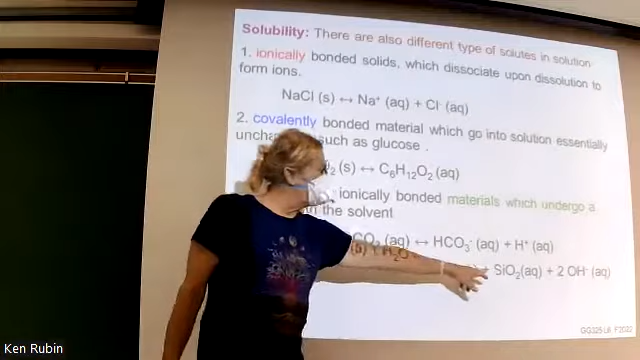 Solubility: There are also different type of solutes in solution
1. ionically bonded solids, which dissociate upon dissolution to
form ions.
NaCl (s) ↔ Na⁺ (aq) + Cl⁻ (aq)
2. covalently bonded material which go into solution essentially
such as glucose .
(s) ↔ C₆H₁₂O₂ (aq)
ionically bonded materials which undergo a
the solvent
(aq) ↔ HCO₃⁻ (aq) + H⁺ (aq)
(s) + H₂O
SiO₂(aq) + 2 OH⁻ (aq)
GG325 L6, F2022
Ken Rubin